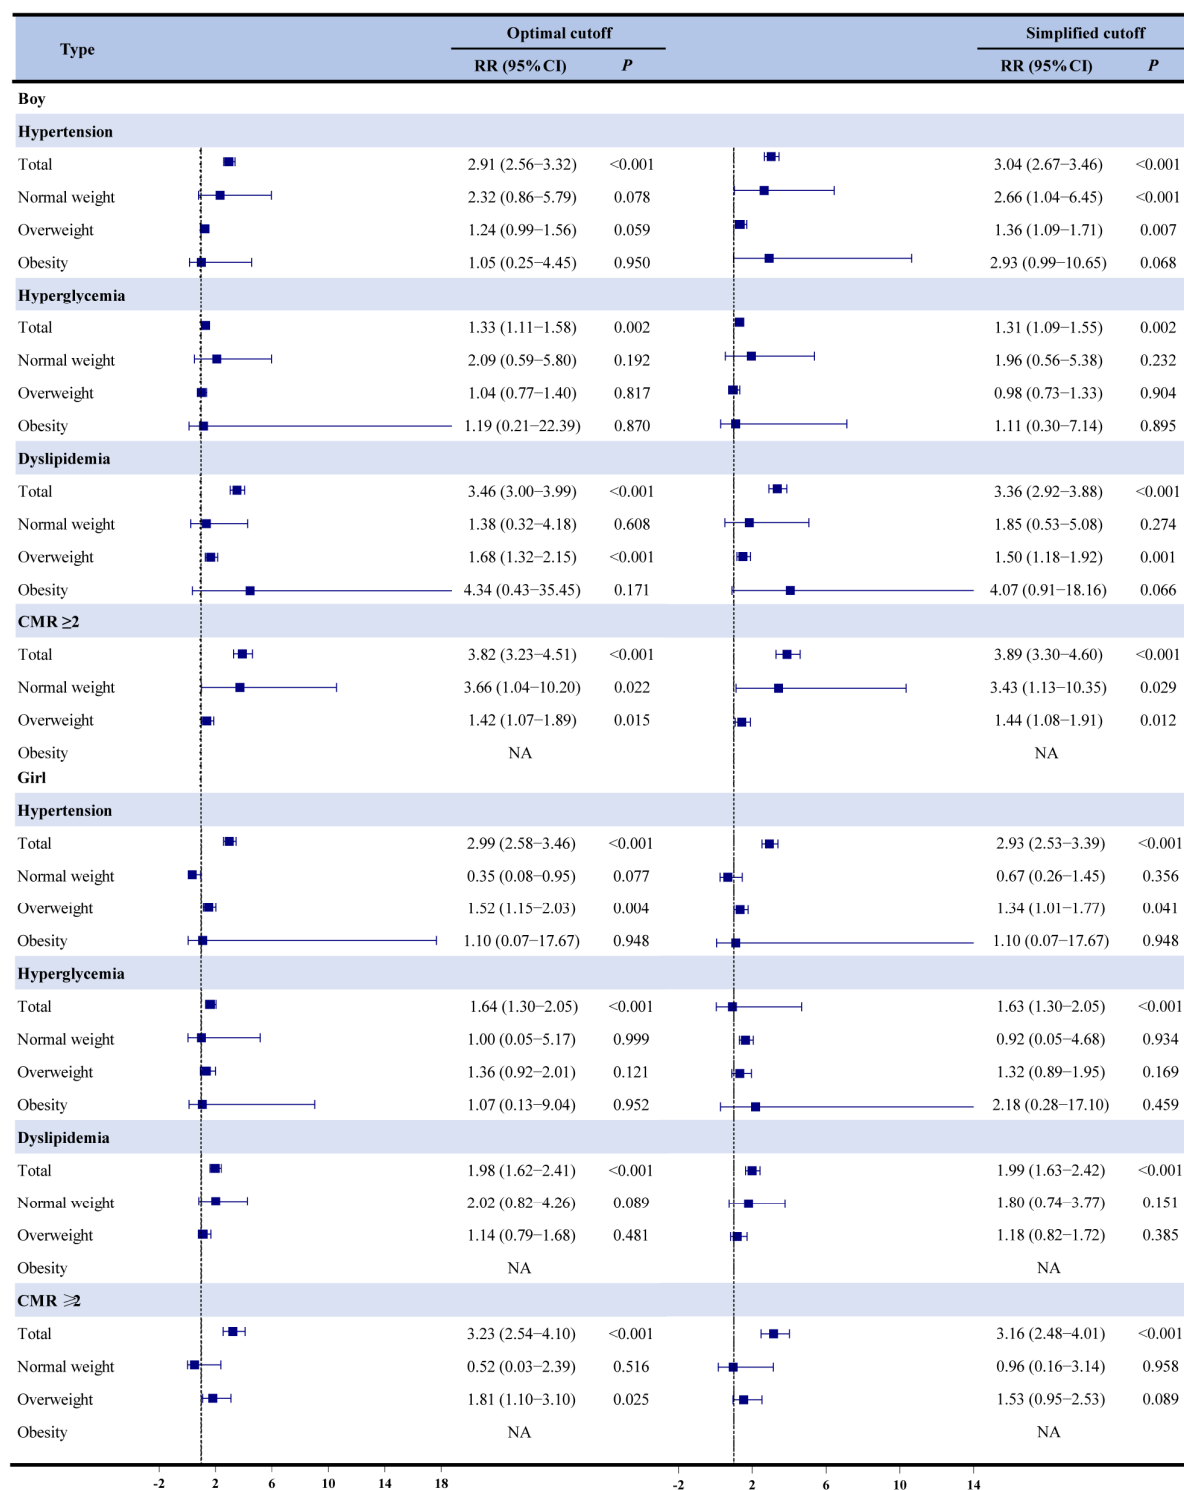 Type Optimal cutoff Simplified cutoff
RR (95%CI) P RR (95%CI) P
Boy
Hypertension
Total 2.91 (2.56−3.32) <0.001 3.04 (2.67−3.46) <0.001
Normal weight 2.32 (0.86−5.79) 0.078 2.66 (1.04−6.45) <0.001
Overweight 1.24 (0.99−1.56) 0.059 1.36 (1.09−1.71) 0.007
Obesity 1.05 (0.25−4.45) 0.950 2.93 (0.99−10.65) 0.068
Hyperglycemia
Total 1.33 (1.11−1.58) 0.002 1.31 (1.09−1.55) 0.002
Normal weight 2.09 (0.59−5.80) 0.192 1.96 (0.56−5.38) 0.232
Overweight 1.04 (0.77−1.40) 0.817 0.98 (0.73−1.33) 0.904
Obesity 1.19 (0.21−22.39) 0.870 1.11 (0.30−7.14) 0.895
Dyslipidemia
Total 3.46 (3.00−3.99) <0.001 3.36 (2.92−3.88) <0.001
Normal weight 1.38 (0.32−4.18) 0.608 1.85 (0.53−5.08) 0.274
Overweight 1.68 (1.32−2.15) <0.001 1.50 (1.18−1.92) 0.001
Obesity 4.34 (0.43−35.45) 0.171 4.07 (0.91−18.16) 0.066
CMR ≥2
Total 3.82 (3.23−4.51) <0.001 3.89 (3.30−4.60) <0.001
Normal weight 3.66 (1.04−10.20) 0.022 3.43 (1.13−10.35) 0.029
Overweight 1.42 (1.07−1.89) 0.015 1.44 (1.08−1.91) 0.012
Obesity NA NA
Girl
Hypertension
Total 2.99 (2.58−3.46) <0.001 2.93 (2.53−3.39) <0.001
Normal weight 0.35 (0.08−0.95) 0.077 0.67 (0.26−1.45) 0.356
Overweight 1.52 (1.15−2.03) 0.004 1.34 (1.01−1.77) 0.041
Obesity 1.10 (0.07−17.67) 0.948 1.10 (0.07−17.67) 0.948
Hyperglycemia
Total 1.64 (1.30−2.05) <0.001 1.63 (1.30−2.05) <0.001
Normal weight 1.00 (0.05−5.17) 0.999 0.92 (0.05−4.68) 0.934
Overweight 1.36 (0.92−2.01) 0.121 1.32 (0.89−1.95) 0.169
Obesity 1.07 (0.13−9.04) 0.952 2.18 (0.28−17.10) 0.459
Dyslipidemia
Total 1.98 (1.62−2.41) <0.001 1.99 (1.63−2.42) <0.001
Normal weight 2.02 (0.82−4.26) 0.089 1.80 (0.74−3.77) 0.151
Overweight 1.14 (0.79−1.68) 0.481 1.18 (0.82−1.72) 0.385
Obesity NA NA
CMR ⩾2
Total 3.23 (2.54−4.10) <0.001 3.16 (2.48−4.01) <0.001
Normal weight 0.52 (0.03−2.39) 0.516 0.96 (0.16−3.14) 0.958
Overweight 1.81 (1.10−3.10) 0.025 1.53 (0.95−2.53) 0.089
Obesity NA NA
-2 2 6 10 14 18 -2 2 6 10 14